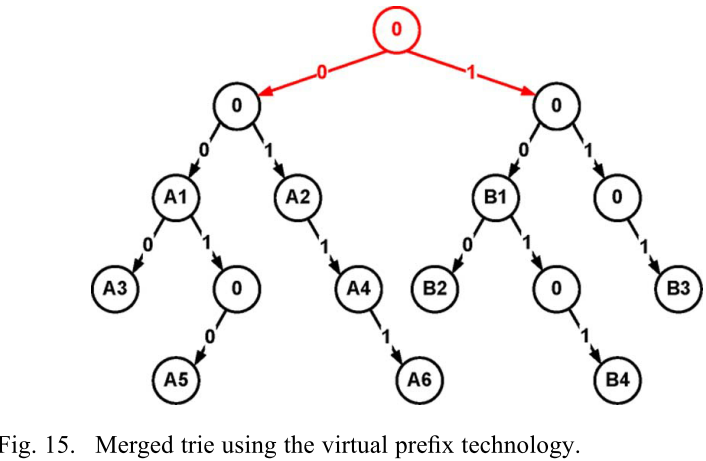 0
0 1
0 0
0 1 0 1
A1 A2 B1 0
0 1 1 0 1 1
A3 0 A4 B2 0 B3
0 1 1
A5 A6 B4
Fig. 15. Merged trie using the virtual prefix technology.